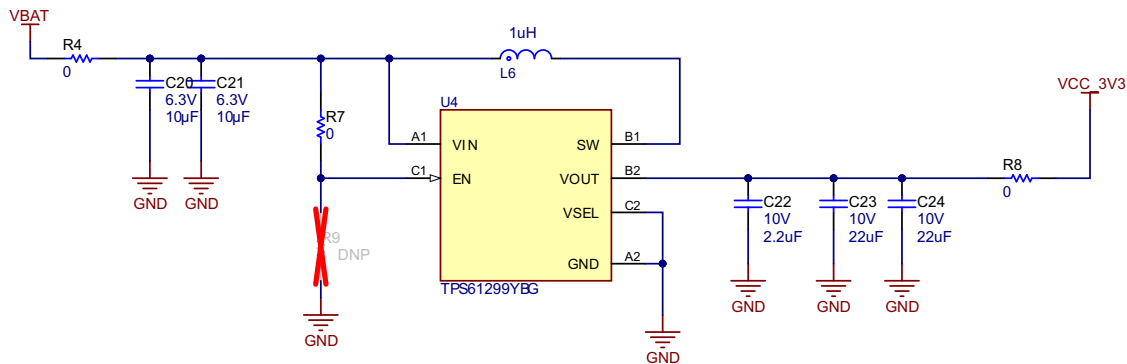 VBAT
R4
0
C20
6.3V
10µF
C21
6.3V
10µF
GND
GND
R7
0
R9
DNP
GND
1uH
L6
U4
A1
VIN
C1
EN
SW
B1
VOUT
B2
VSEL
C2
GND
A2
TPS61299YBG
GND
C22
10V
2.2uF
C23
10V
22uF
C24
10V
22uF
GND
GND
GND
R8
0
VCC_3V3